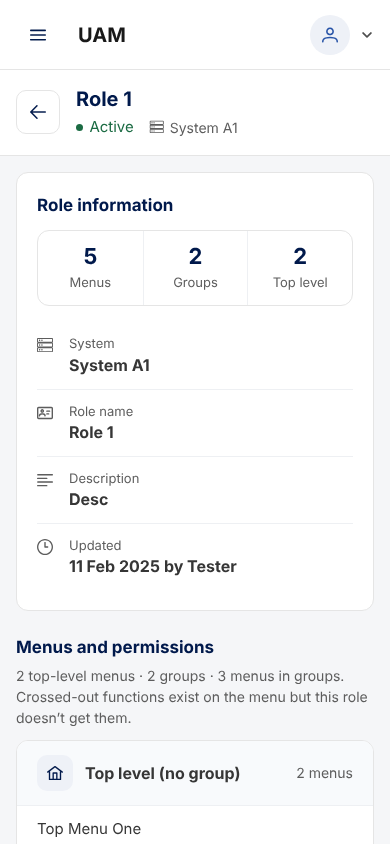 UAM
Role 1
Active
System A1
Role information
5
Menus
2
Groups
2
Top level
System
System A1
Role name
Role 1
Description
Desc
Updated
11 Feb 2025 by Tester
Menus and permissions
2 top-level menus · 2 groups · 3 menus in groups.
Crossed-out functions exist on the menu but this role
doesn’t get them.
Top level (no group)
2 menus
Top Menu One